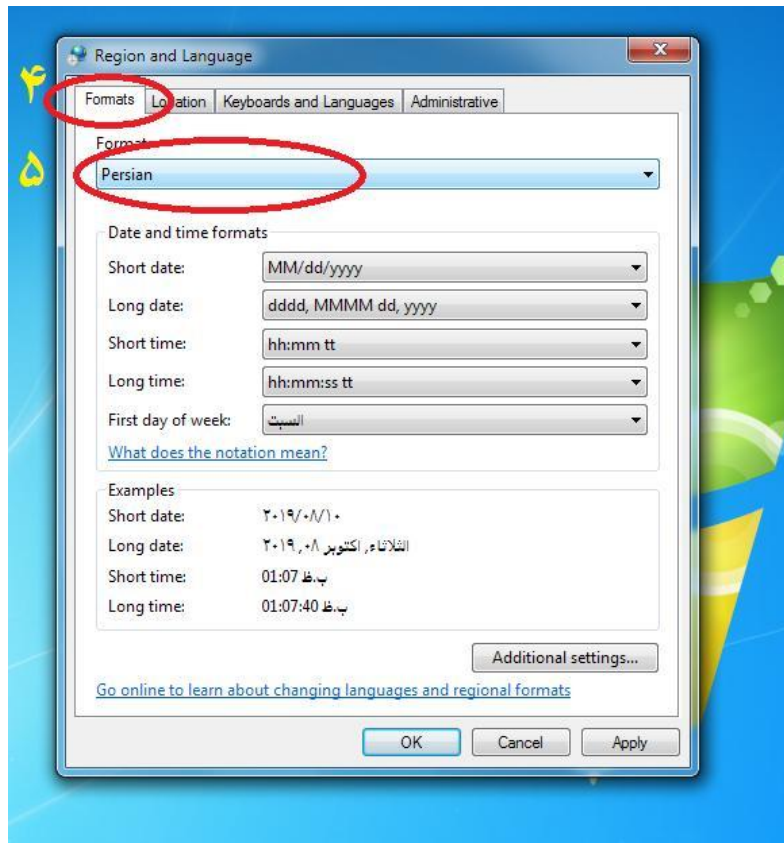 Region and Language
۴
Formats Location Keyboards and Languages Administrative
۵
Format:
Persian
Date and time formats
Short date: MM/dd/yyyy
Long date: dddd, MMMM dd, yyyy
Short time: hh:mm tt
Long time: hh:mm:ss tt
First day of week: السبت
What does the notation mean?
Examples
Short date: ۲۰۱۹/۰۸/۱۰
Long date: الثلاثاء, اکتوبر ۰۸, ۲۰۱۹
Short time: 01:07 ب.ظ
Long time: 01:07:40 ب.ظ
Additional settings...
Go online to learn about changing languages and regional formats
OK Cancel Apply